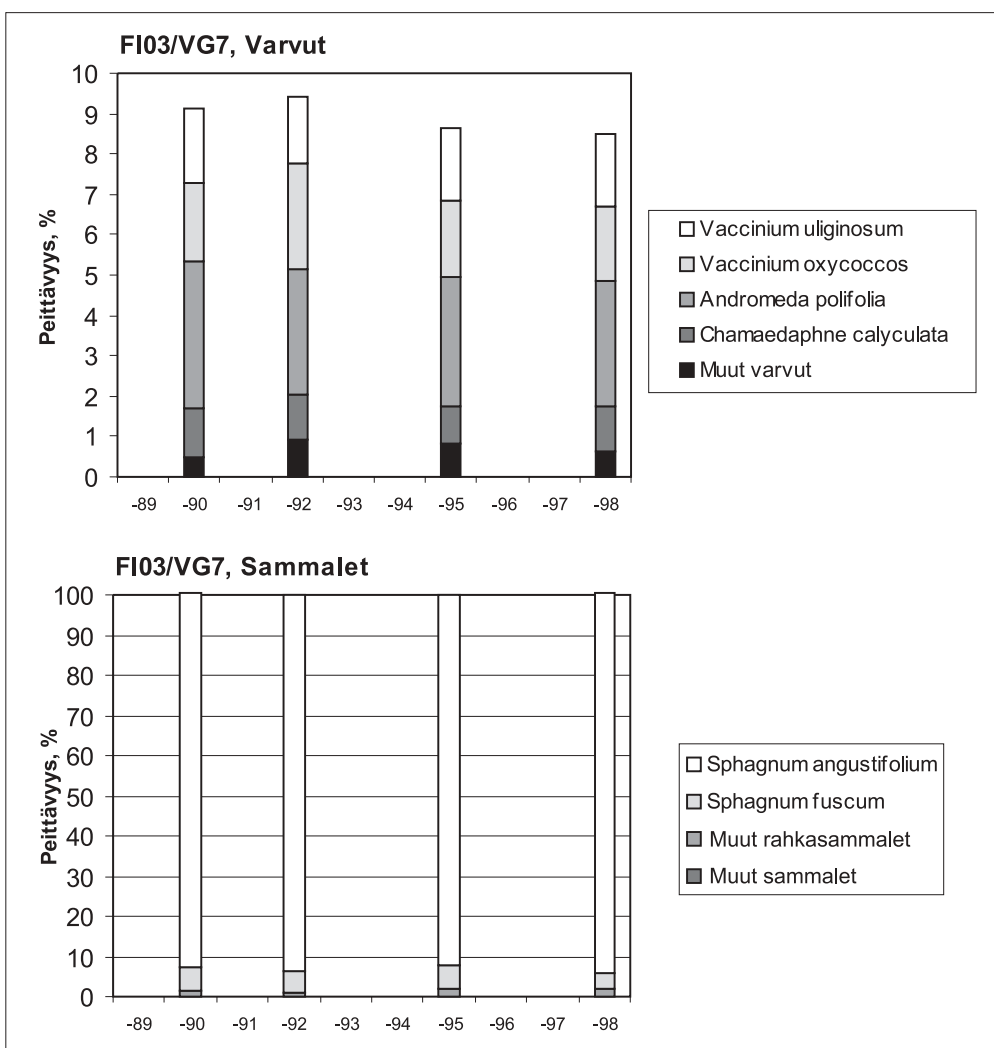 FI03/VG7, Varvut
Peittävyys, %
10
9
8
7
6
5
4
3
2
1
0
-89 -90 -91 -92 -93 -94 -95 -96 -97 -98
Vaccinium uliginosum
Vaccinium oxycoccos
Andromeda polifolia
Chamaedaphne calyculata
Muut varvut
FI03/VG7, Sammalet
Peittävyys, %
100
90
80
70
60
50
40
30
20
10
0
-89 -90 -91 -92 -93 -94 -95 -96 -97 -98
Sphagnum angustifolium
Sphagnum fuscum
Muut rahkasammalet
Muut sammalet